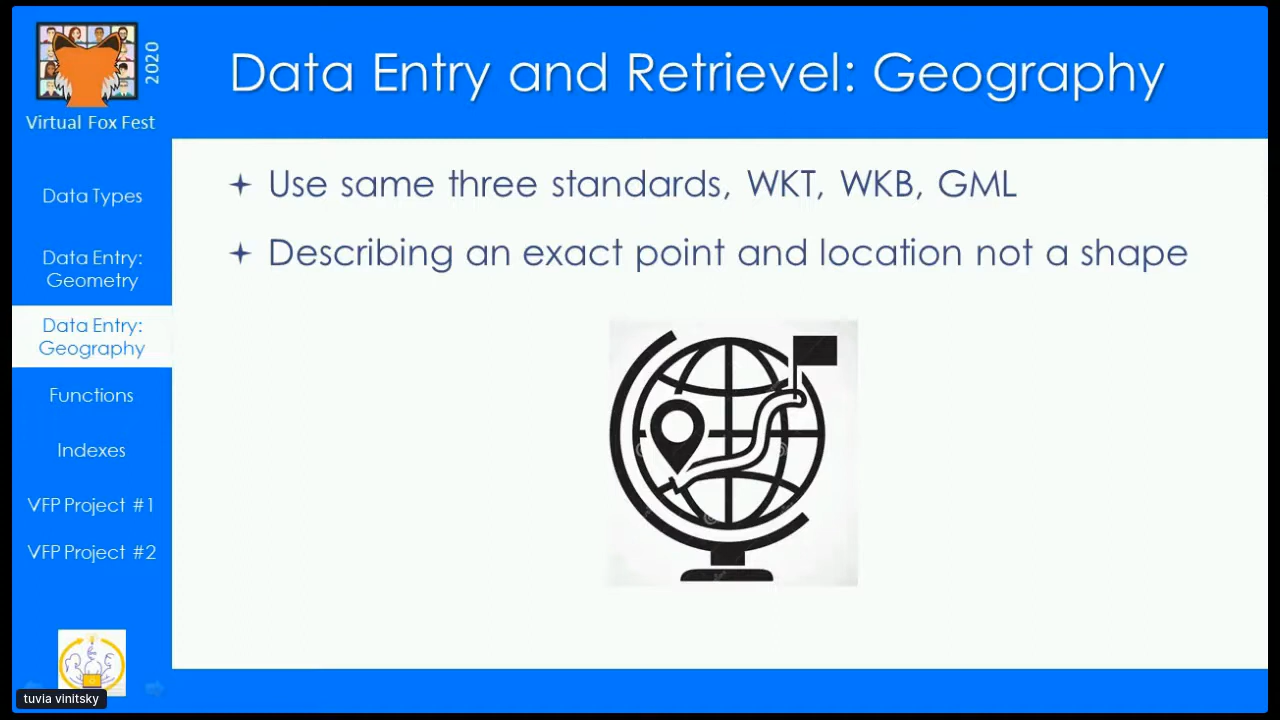 2020
Virtual Fox Fest
Data Entry and Retrievel: Geography
Data Types
Data Entry:
Geometry
Data Entry:
Geography
Functions
Indexes
VFP Project #1
VFP Project #2
Use same three standards, WKT, WKB, GML
Describing an exact point and location not a shape
tuvia vinitsky